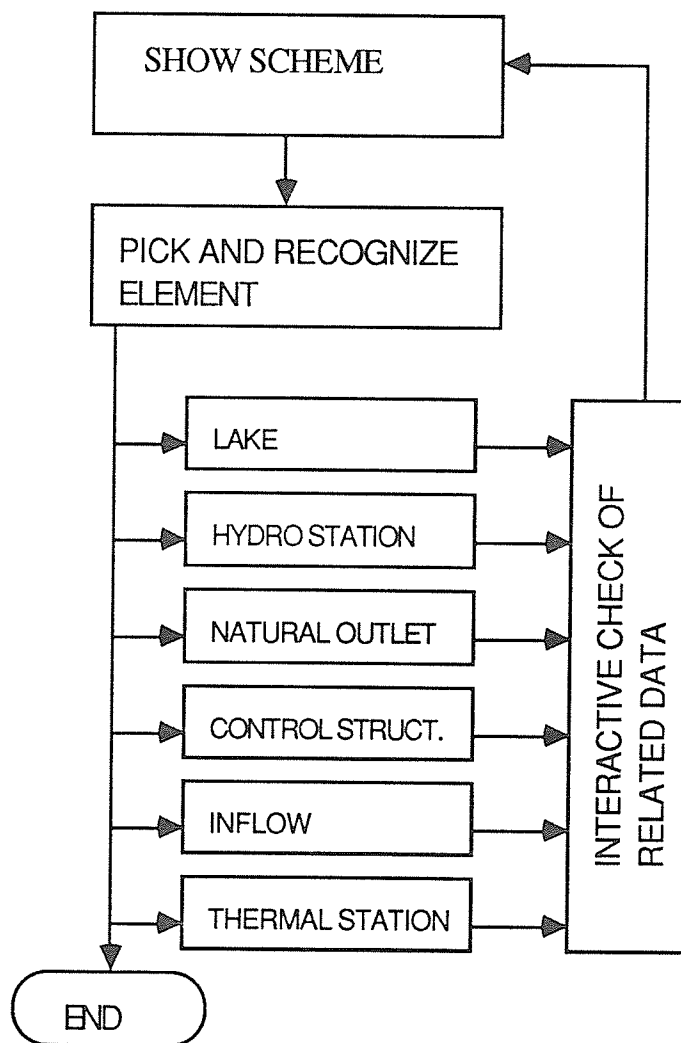 SHOW SCHEME
PICK AND RECOGNIZE
ELEMENT
LAKE
HYDRO STATION
NATURAL OUTLET
CONTROL STRUCT.
INFLOW
THERMAL STATION
INTERACTIVE CHECK OF
RELATED DATA
END